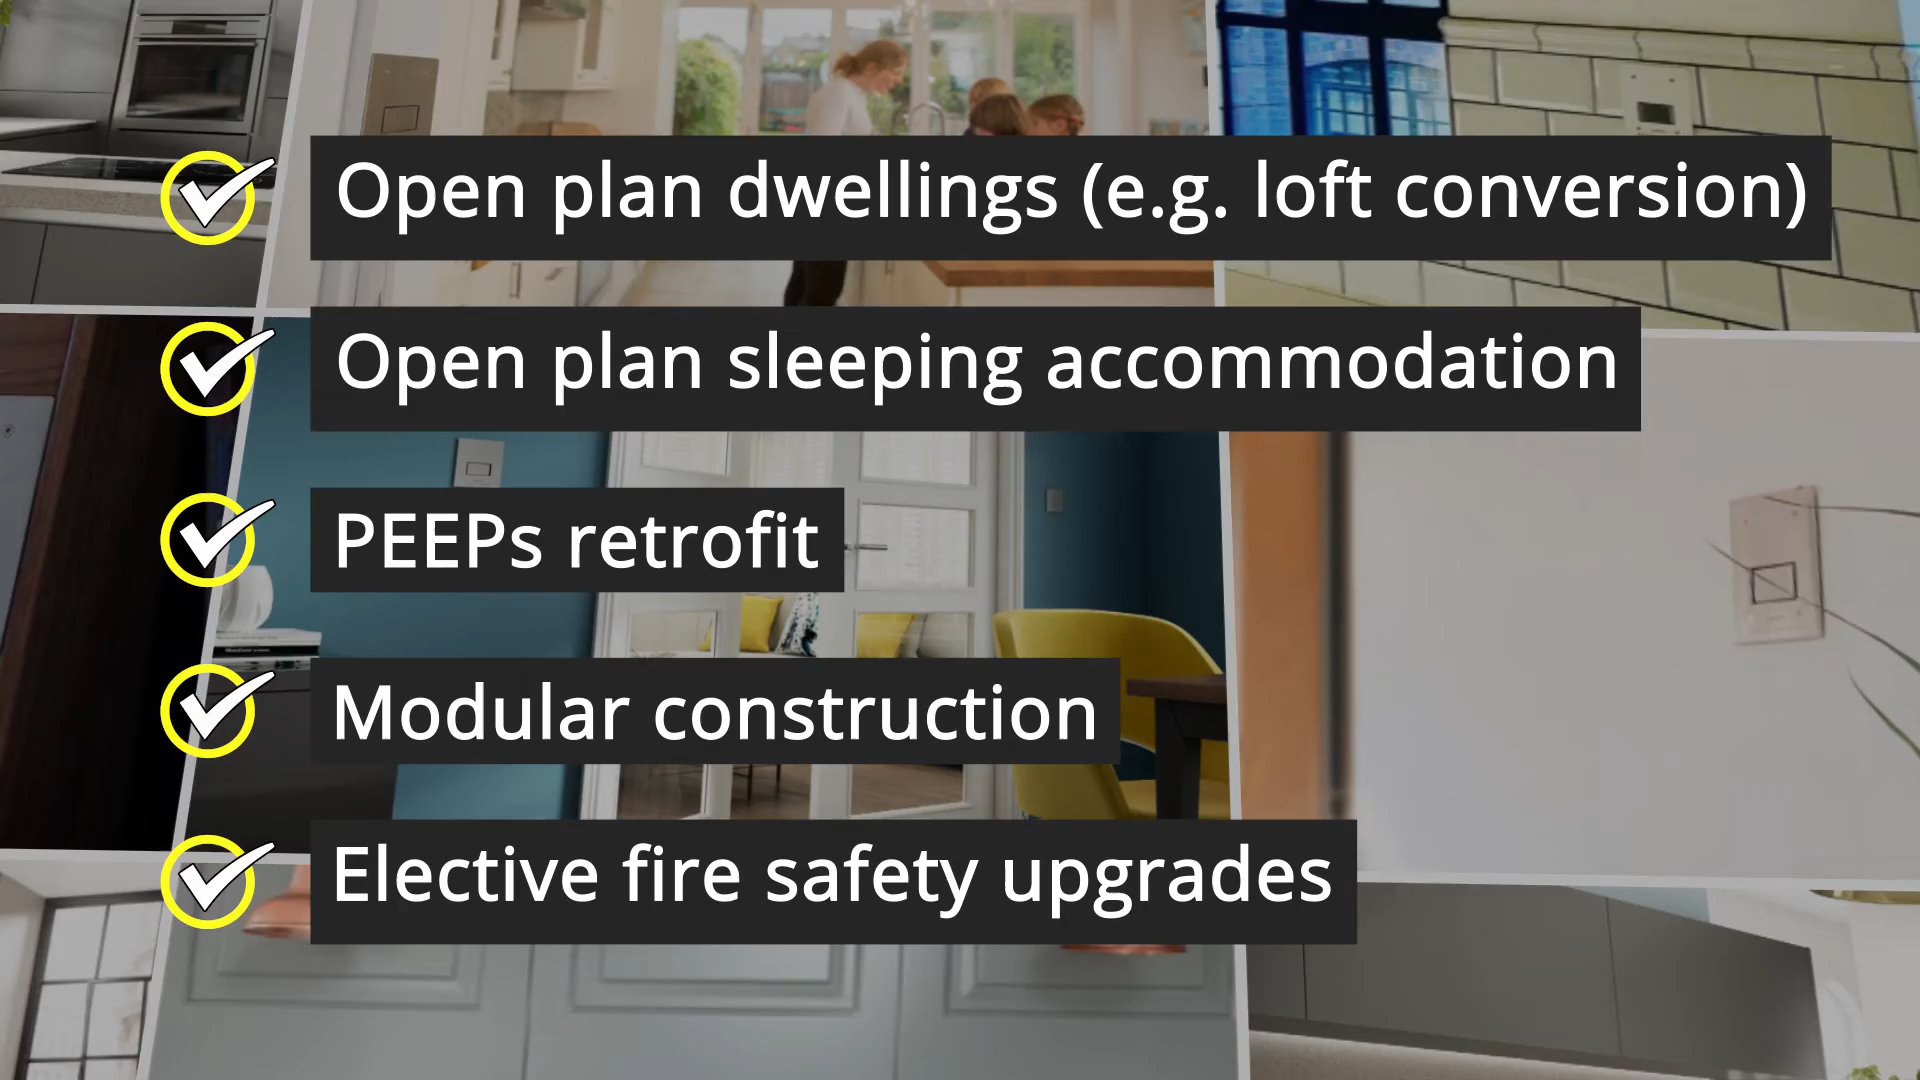 Open plan dwellings (e.g. loft conversion)
Open plan sleeping accommodation
PEEPs retrofit
Modular construction
Elective fire safety upgrades